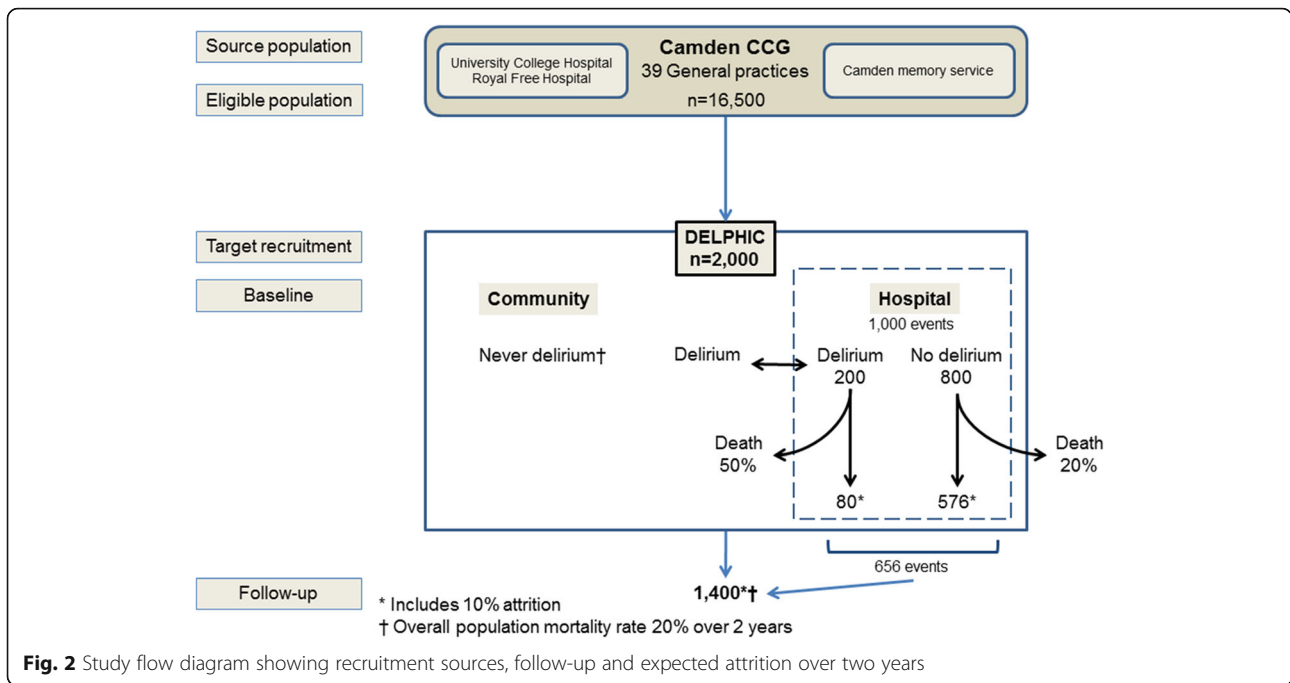 Source population
Eligible population
Camden CCG
University College Hospital
Royal Free Hospital
39 General practices
Camden memory service
n=16,500
Target recruitment
DELPHIC
n=2,000
Baseline
Community
Hospital
1,000 events
Never delirium†
Delirium
Delirium
200
No delirium
800
Death
50%
Death
20%
80*
576*
656 events
Follow-up
1,400*†
* Includes 10% attrition
† Overall population mortality rate 20% over 2 years
Fig. 2 Study flow diagram showing recruitment sources, follow-up and expected attrition over two years